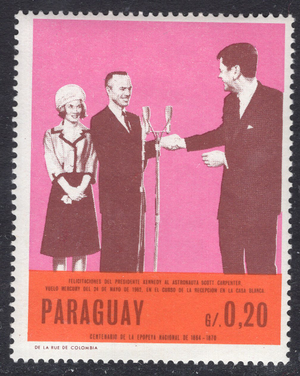 FELICITACIONES DEL PRESIDENTE KENNEDY AL ASTRONAUTA SCOTT CARPENTER,
VUELO MERCURY DEL 24 DE MAYO DE 1962, EN EL CURSO DE LA RECEPCION EN LA CASA BLANCA
PARAGUAY G/. 0,20
CENTENARIO DE LA EPOPEYA NACIONAL DE 1864 - 1870
DE LA RUE DE COLOMBIA